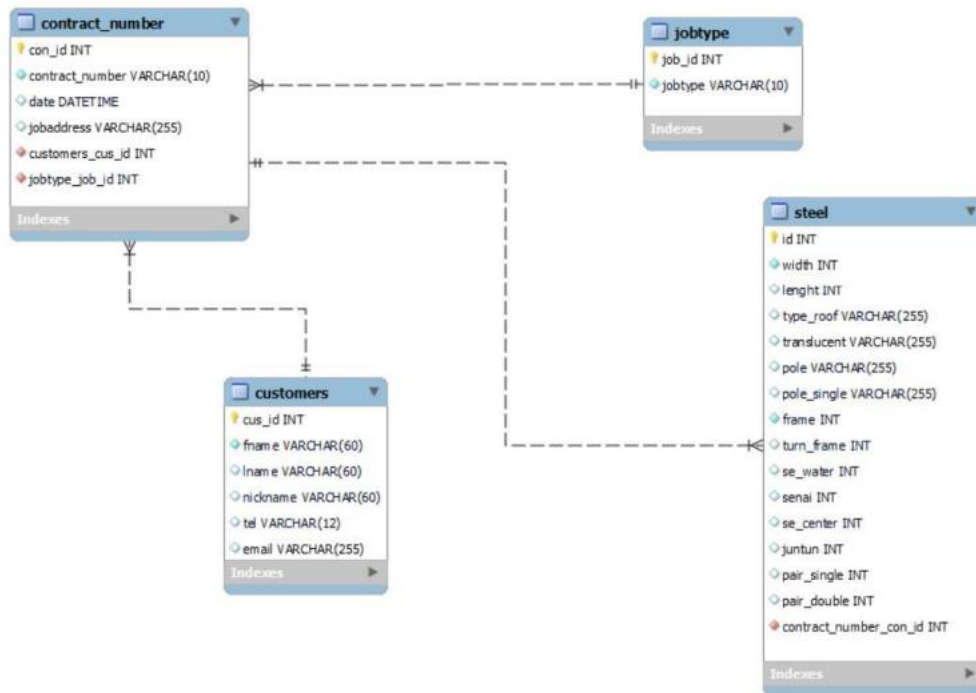 contract_number
con_id INT
contract_number VARCHAR(10)
date DATETIME
jobaddress VARCHAR(255)
customers_cus_id INT
jobtype_job_id INT
Indexes
jobtype
job_id INT
jobtype VARCHAR(10)
Indexes
customers
cus_id INT
fname VARCHAR(60)
lname VARCHAR(60)
nickname VARCHAR(60)
tel VARCHAR(12)
email VARCHAR(255)
Indexes
steel
id INT
width INT
lenght INT
type_roof VARCHAR(255)
translucent VARCHAR(255)
pole VARCHAR(255)
pole_single VARCHAR(255)
frame INT
turn_frame INT
se_water INT
senai INT
se_center INT
juntun INT
pair_single INT
pair_double INT
contract_number_con_id INT
Indexes